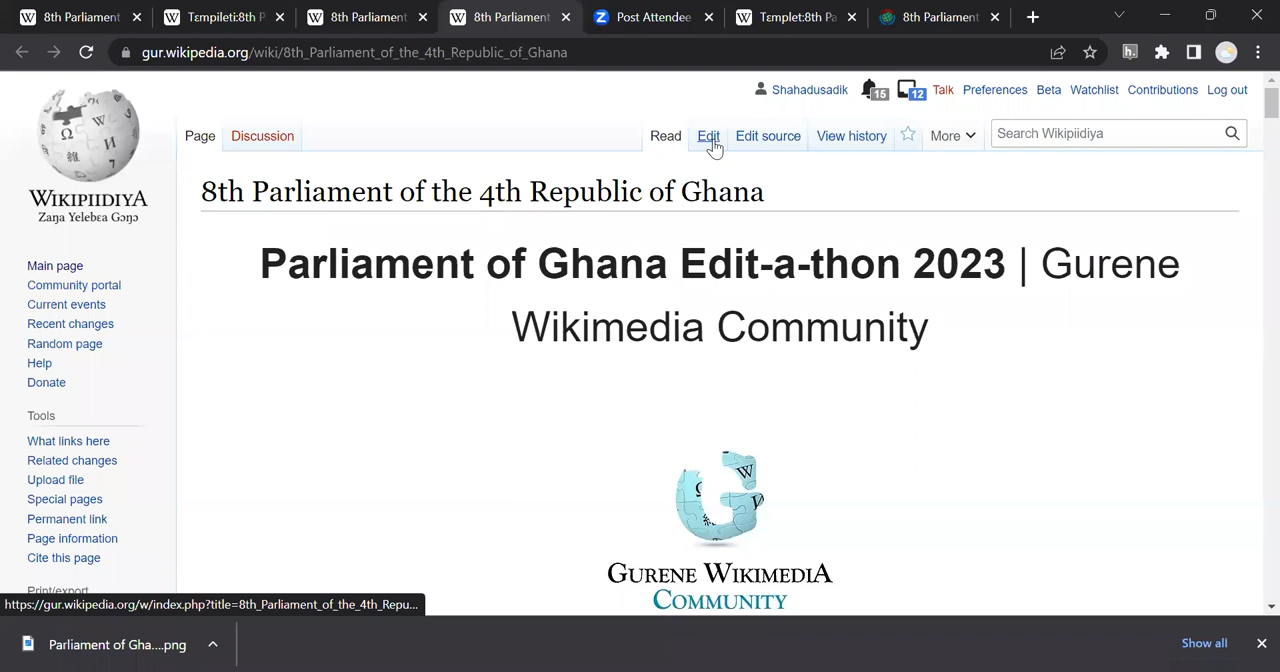 8th Parliament
Tɛmpileti:8th P
8th Parliament
8th Parliament
Post Attendee
Tɛmplet:8th Pa
8th Parliament
gur.wikipedia.org/wiki/8th_Parliament_of_the_4th_Republic_of_Ghana
Shahadusadik 15 12 Talk Preferences Beta Watchlist Contributions Log out
Page Discussion Read Edit Edit source View history More Search Wikipiidiya
WIKIPIIDIYA
Zaŋa Yelebɛa Gɔŋɔ
8th Parliament of the 4th Republic of Ghana
Parliament of Ghana Edit-a-thon 2023 | Gurene
Wikimedia Community
Main page
Community portal
Current events
Recent changes
Random page
Help
Donate
Tools
What links here
Related changes
Upload file
Special pages
Permanent link
Page information
Cite this page
Print/export
GURENE WIKIMEDIA
COMMUNITY
https://gur.wikipedia.org/w/index.php?title=8th_Parliament_of_the_4th_Repu...
Parliament of Gha....png
Show all